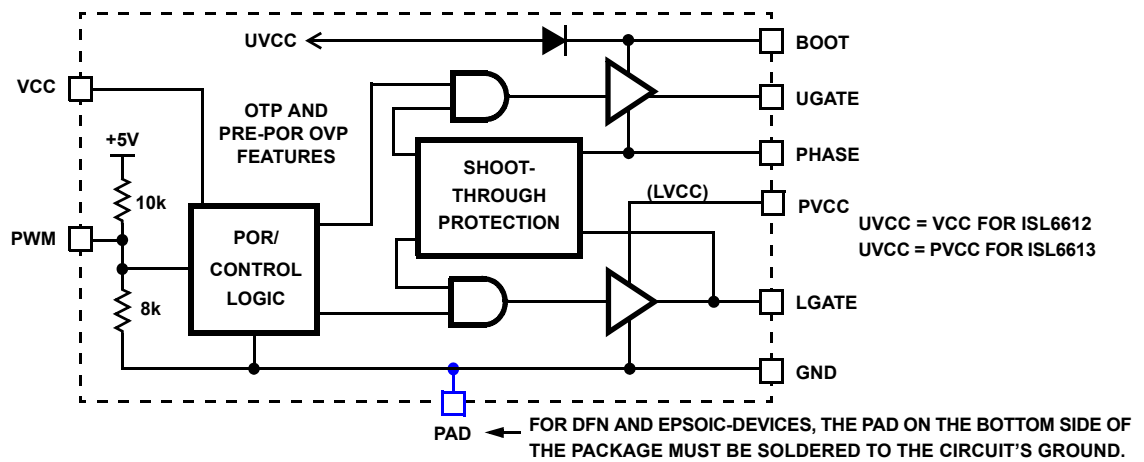 UVCC
BOOT
VCC
OTP AND
PRE-POR OVP
FEATURES
UGATE
+5V
SHOOT-
THROUGH
PROTECTION
PHASE
10k
(LVCC)
PVCC
UVCC = VCC FOR ISL6612
UVCC = PVCC FOR ISL6613
PWM
POR/
CONTROL
LOGIC
8k
LGATE
GND
PAD
FOR DFN AND EPSOIC-DEVICES, THE PAD ON THE BOTTOM SIDE OF
THE PACKAGE MUST BE SOLDERED TO THE CIRCUIT'S GROUND.